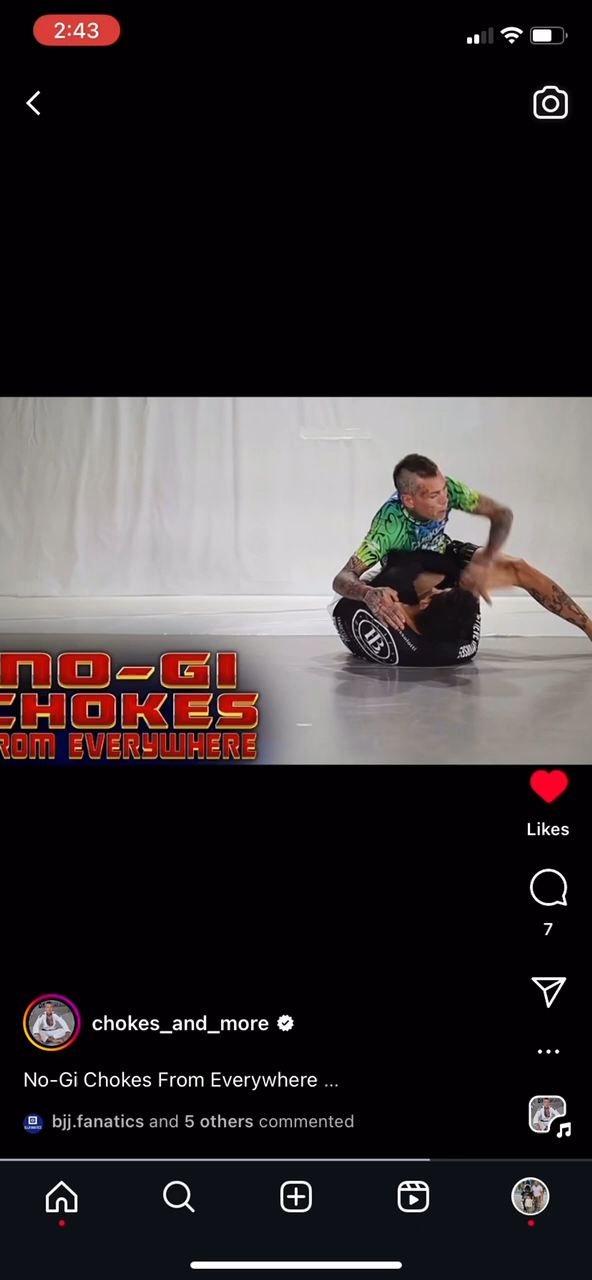 2:43
NO-GI
CHOKES
FROM EVERYWHERE
Likes
7
chokes_and_more
No-Gi Chokes From Everywhere ...
bjj.fanatics and 5 others commented